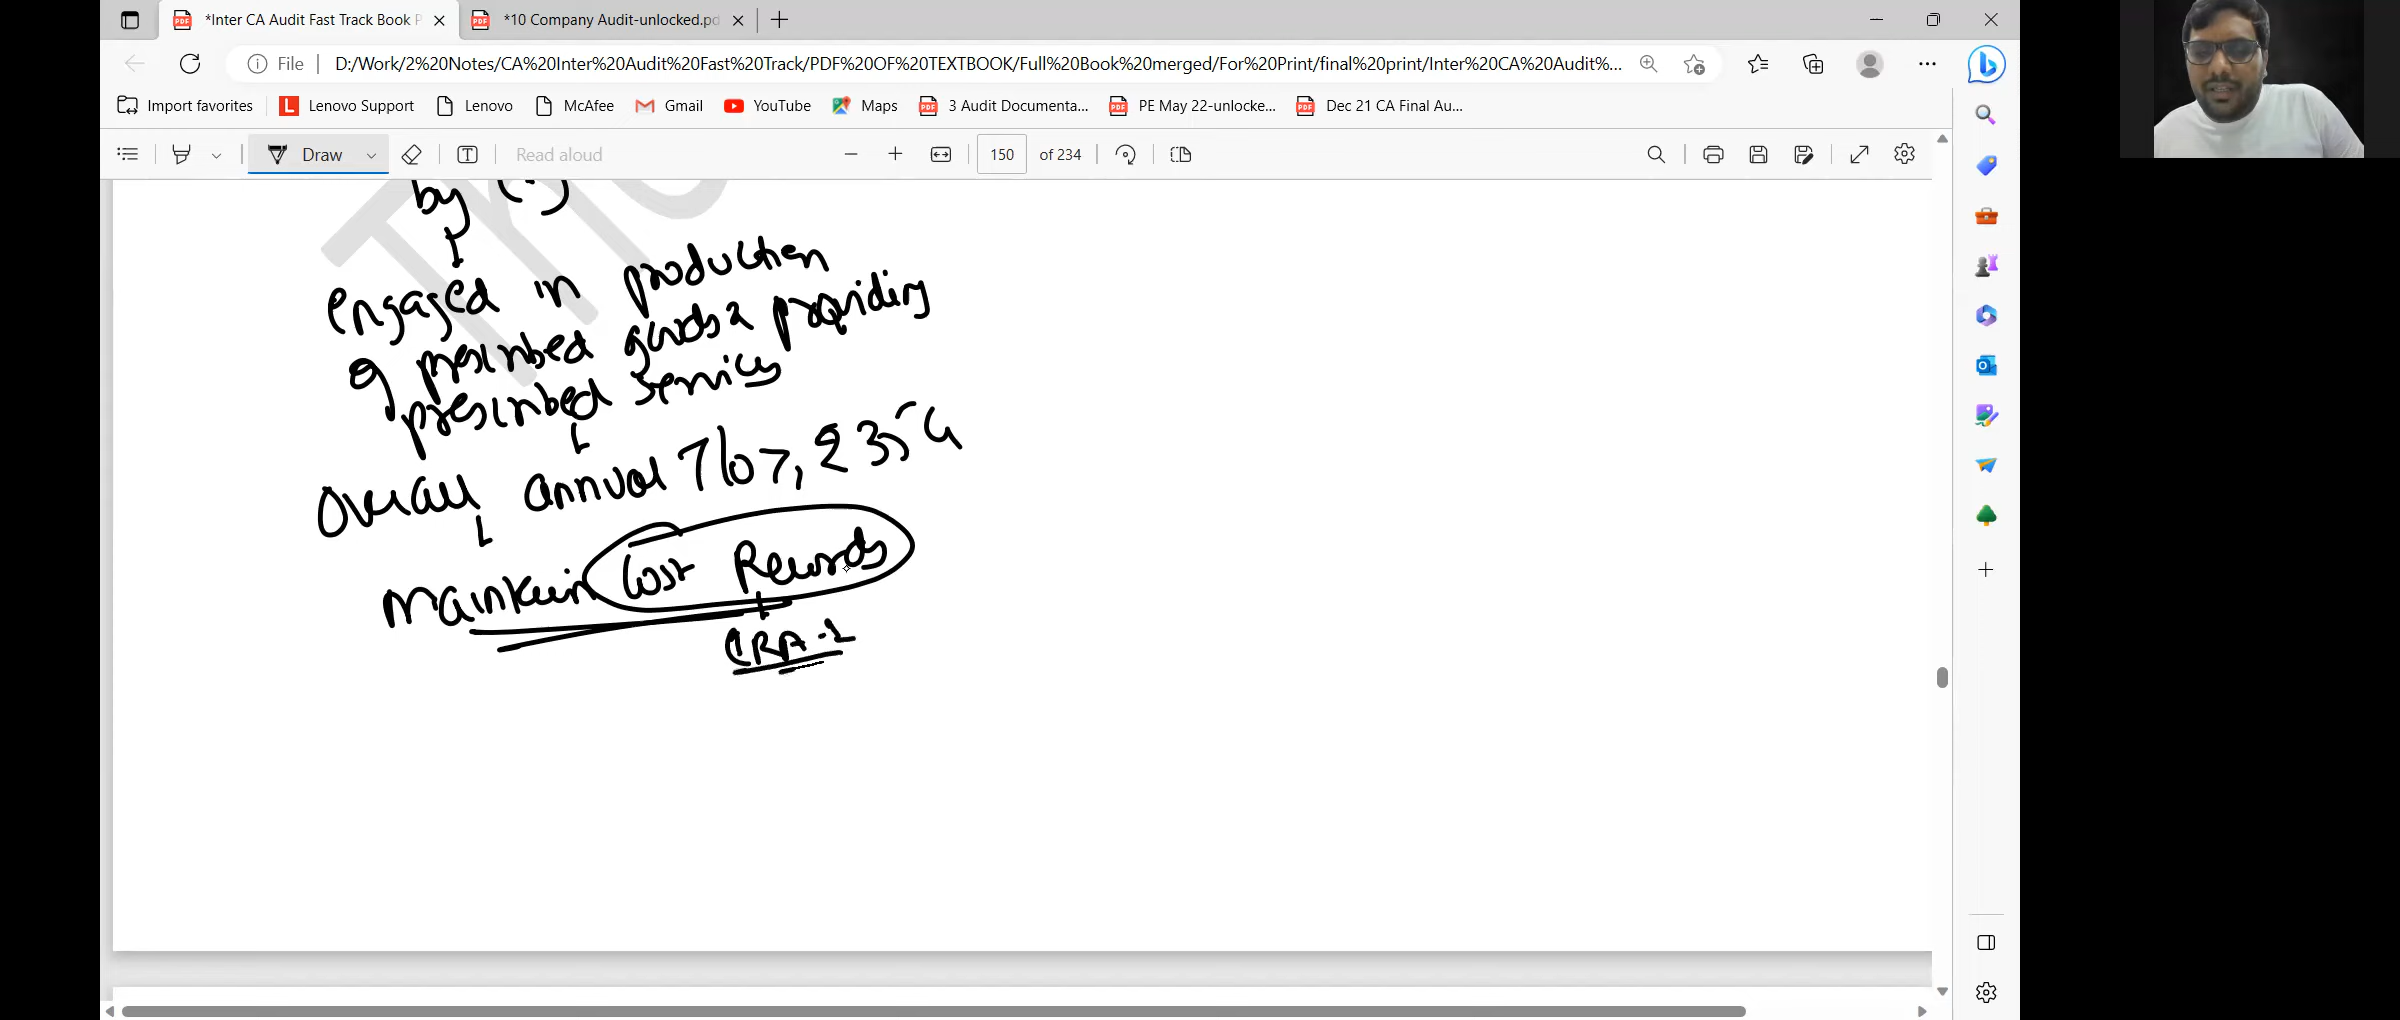 *Inter CA Audit Fast Track Book P
*10 Company Audit-unlocked.pd
File
D:/Work/2%20Notes/CA%20Inter%20Audit%20Fast%20Track/PDF%20OF%20TEXTBOOK/Full%20Book%20merged/For%20Print/final%20print/Inter%20CA%20Audit%...
Import favorites
Lenovo Support
Lenovo
McAfee
Gmail
YouTube
Maps
3 Audit Documenta...
PE May 22-unlocke...
Dec 21 CA Final Au...
Draw
Read aloud
150 of 234
by
engaged in production
of prescribed goods & providing
prescribed services
Overall annual T/o ≥ ₹ 35 Cr
Maintain Cost Records
CRA-1